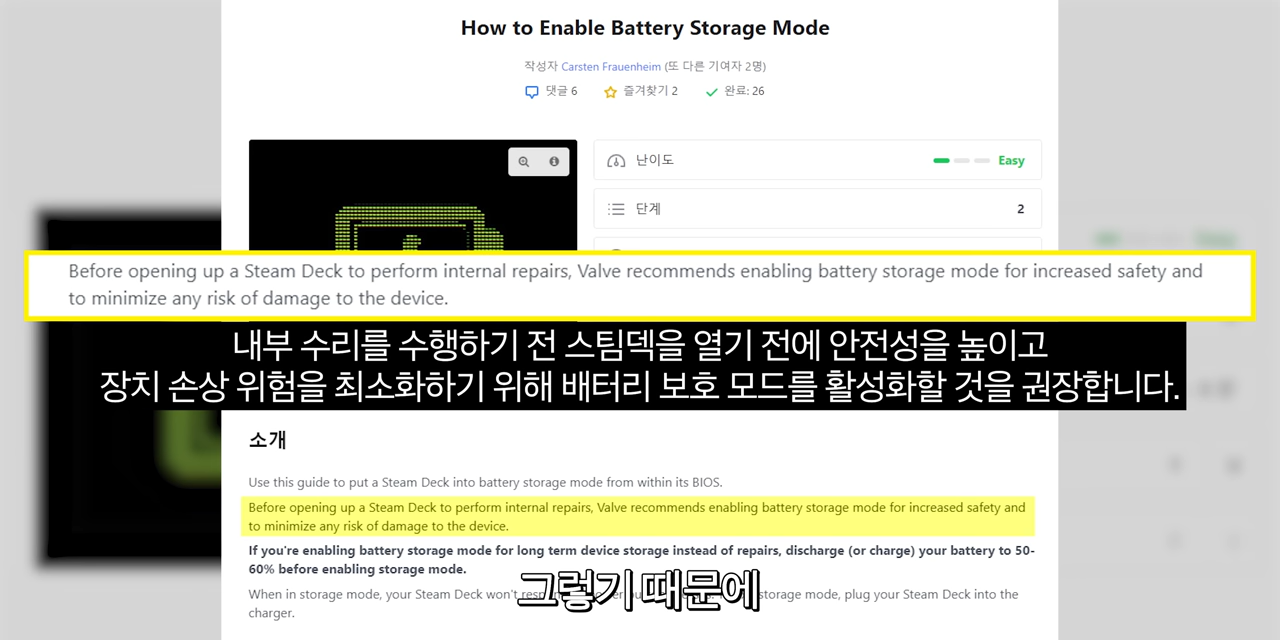 How to Enable Battery Storage Mode
작성자 Carsten Frauenheim (또 다른 기여자 2명)
댓글 6 즐겨찾기 2 완료: 26
난이도 Easy
단계 2
Before opening up a Steam Deck to perform internal repairs, Valve recommends enabling battery storage mode for increased safety and
to minimize any risk of damage to the device.
내부 수리를 수행하기 전 스팀덱을 열기 전에 안전성을 높이고
장치 손상 위험을 최소화하기 위해 배터리 보호 모드를 활성화할 것을 권장합니다.
소개
Use this guide to put a Steam Deck into battery storage mode from within its BIOS.
Before opening up a Steam Deck to perform internal repairs, Valve recommends enabling battery storage mode for increased safety and
to minimize any risk of damage to the device.
If you're enabling battery storage mode for long term device storage instead of repairs, discharge (or charge) your battery to 50-
60% before enabling storage mode.
When in storage mode, your Steam Deck won't storage mode, plug your Steam Deck into the
charger.
그렇기 때문에